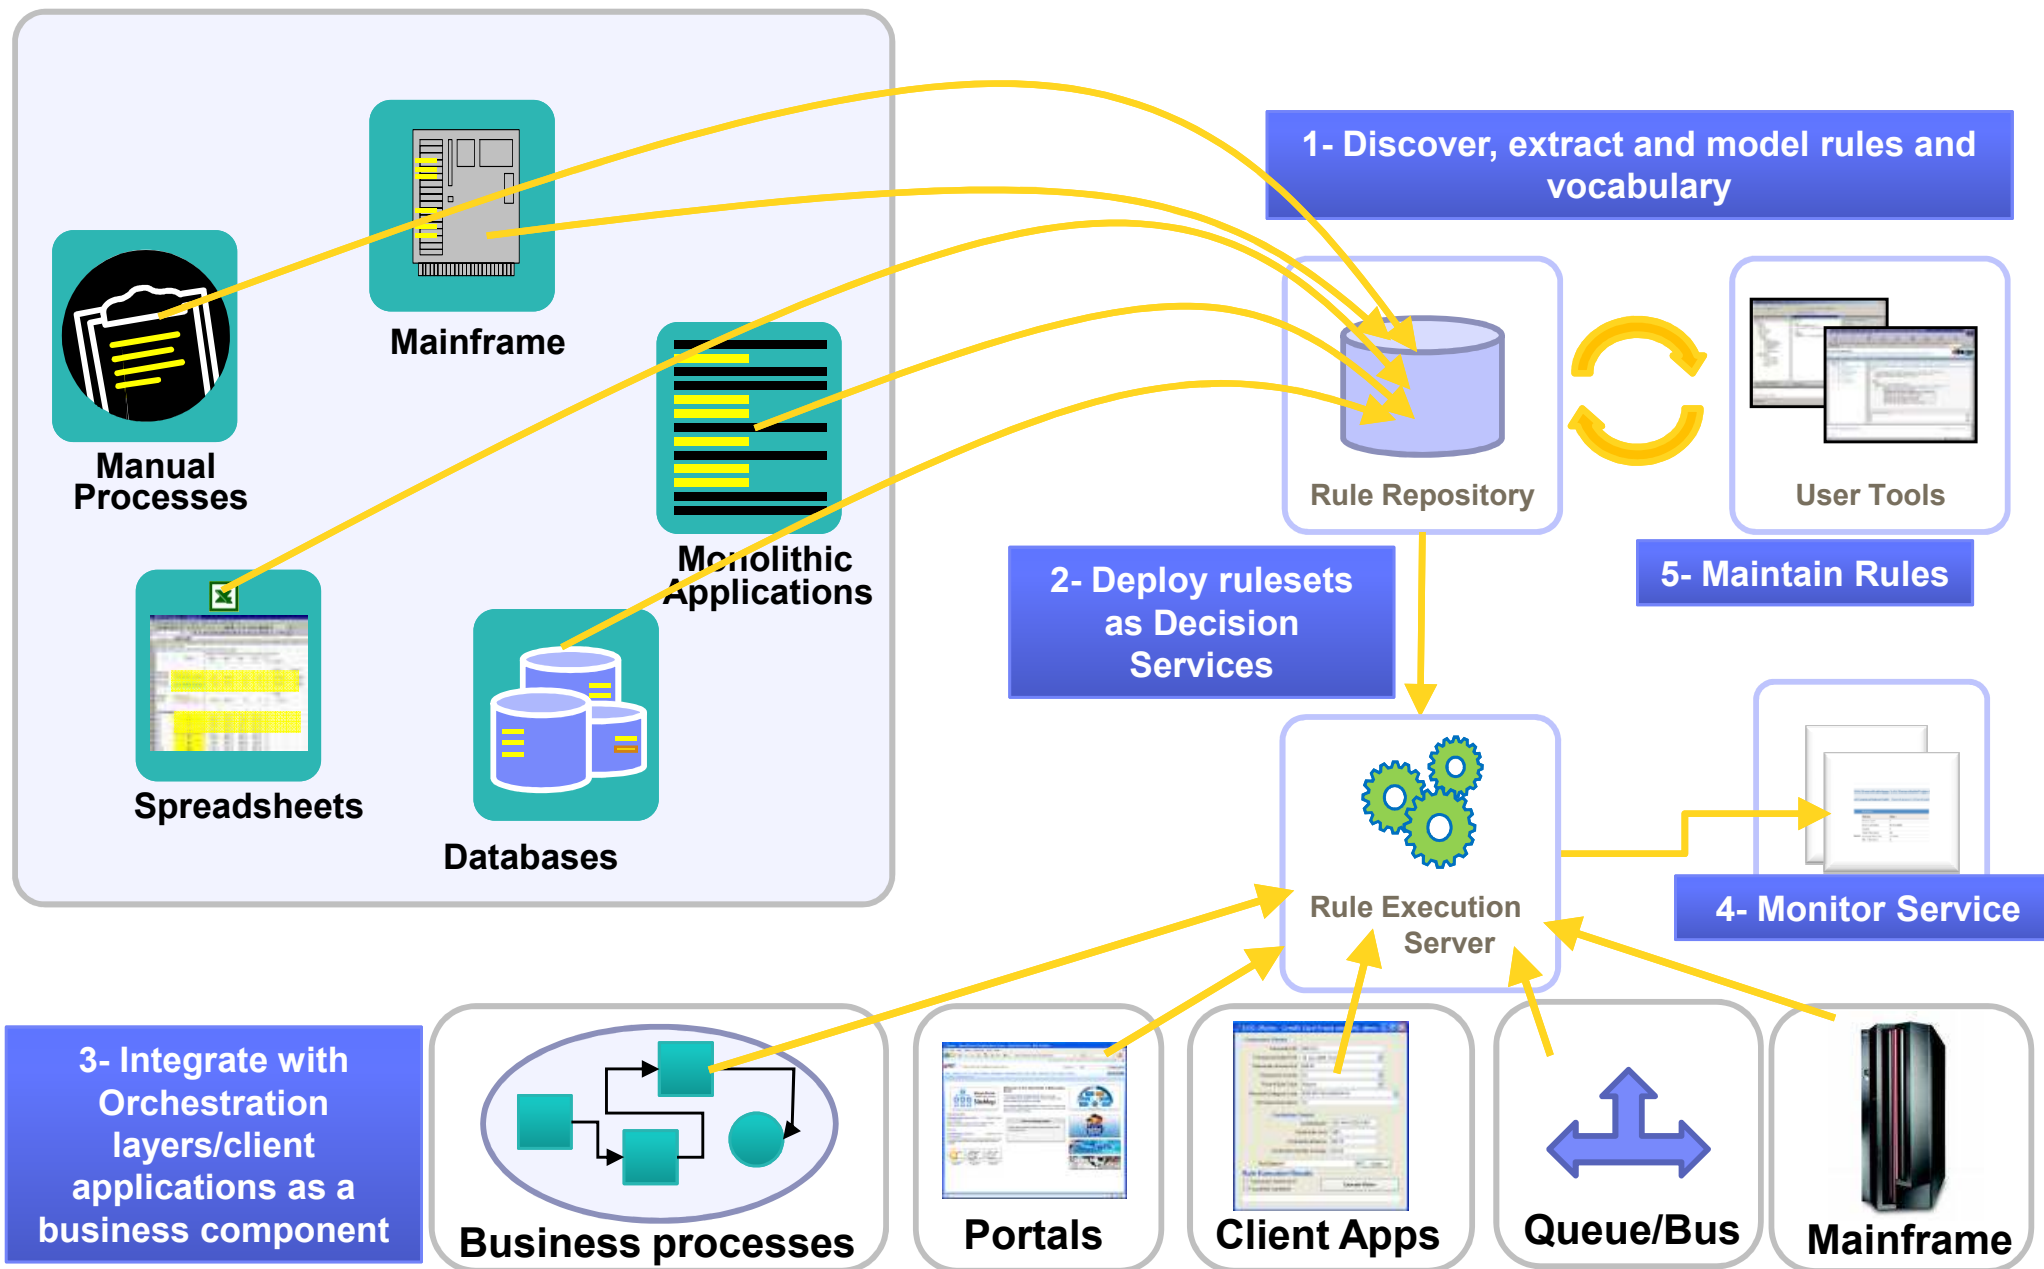 1- Discover, extract and model rules and
vocabulary
Mainframe
Manual
Processes
Monolithic
Applications
Spreadsheets
Databases
Rule Repository
User Tools
5- Maintain Rules
2- Deploy rulesets
as Decision
Services
Rule Execution
Server
4- Monitor Service
3- Integrate with
Orchestration
layers/client
applications as a
business component
Business processes
Portals
Client Apps
Queue/Bus
Mainframe